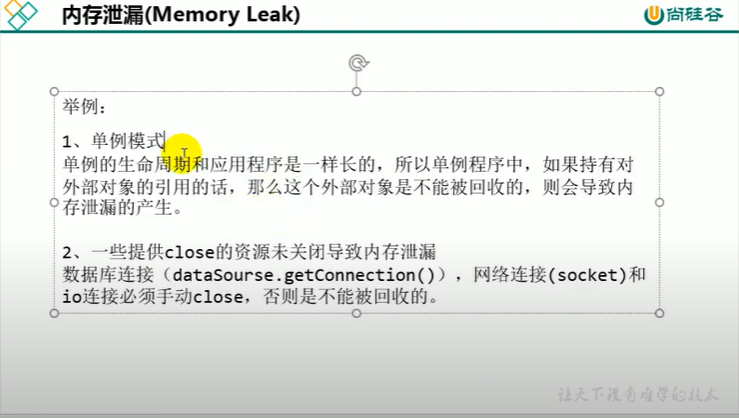 内存泄漏(Memory Leak)
尚硅谷
举例：
1、单例模式
单例的生命周期和应用程序是一样长的，所以单例程序中，如果持有对
外部对象的引用的话，那么这个外部对象是不能被回收的，则会导致内
存泄漏的产生。
2、一些提供close的资源未关闭导致内存泄漏
数据库连接（dataSourse.getConnection()），网络连接(socket)和
io连接必须手动close，否则是不能被回收的。
让天下没有难学的技术